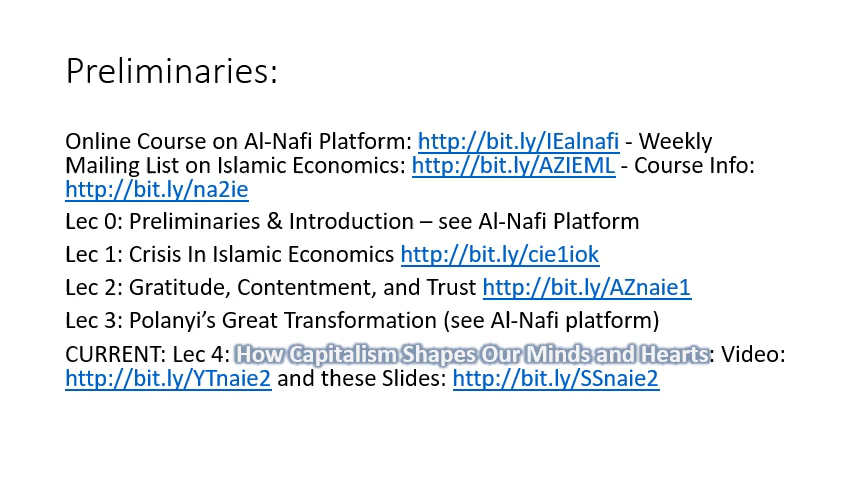 Preliminaries:
Online Course on Al-Nafi Platform: http://bit.ly/IEalnafi - Weekly
Mailing List on Islamic Economics: http://bit.ly/AZIEML - Course Info:
http://bit.ly/na2ie
Lec 0: Preliminaries & Introduction – see Al-Nafi Platform
Lec 1: Crisis In Islamic Economics http://bit.ly/cie1iok
Lec 2: Gratitude, Contentment, and Trust http://bit.ly/AZnaie1
Lec 3: Polanyi’s Great Transformation (see Al-Nafi platform)
CURRENT: Lec 4: How Capitalism Shapes Our Minds and Hearts: Video:
http://bit.ly/YTnaie2 and these Slides: http://bit.ly/SSnaie2